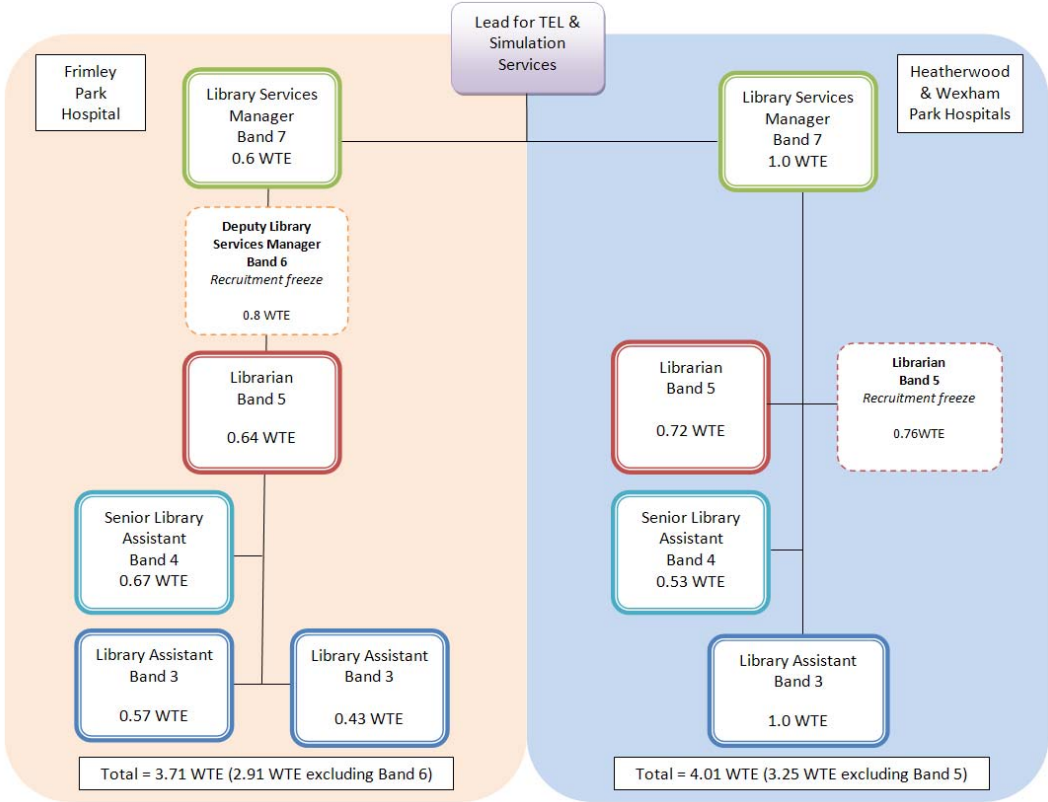 Lead for TEL &
Simulation
Services
Frimley
Park
Hospital
Library Services
Manager
Band 7
0.6 WTE
Deputy Library
Services Manager
Band 6
Recruitment freeze
0.8 WTE
Librarian
Band 5
0.64 WTE
Senior Library
Assistant
Band 4
0.67 WTE
Library Assistant
Band 3
0.57 WTE
Library Assistant
Band 3
0.43 WTE
Total = 3.71 WTE (2.91 WTE excluding Band 6)
Heatherwood
& Wexham
Park Hospitals
Library Services
Manager
Band 7
1.0 WTE
Librarian
Band 5
0.72 WTE
Librarian
Band 5
Recruitment freeze
0.76WTE
Senior Library
Assistant
Band 4
0.53 WTE
Library Assistant
Band 3
1.0 WTE
Total = 4.01 WTE (3.25 WTE excluding Band 5)